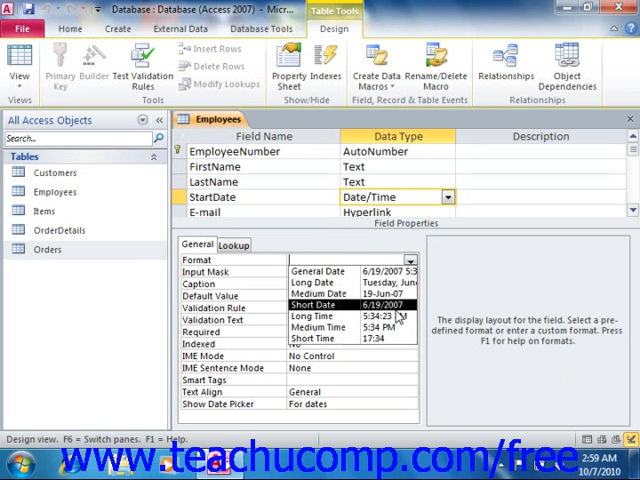 Database : Database (Access 2007) - Micr...
Table Tools
File Home Create External Data Database Tools Design
View
Primary Key
Builder
Test Validation Rules
Insert Rows
Delete Rows
Modify Lookups
Property Sheet
Indexes
Create Data Macros
Rename/Delete Macro
Relationships
Object Dependencies
Views Tools Show/Hide Field, Record & Table Events Relationships
All Access Objects
Search...
Tables
Customers
Employees
Items
OrderDetails
Orders
Employees
Field Name Data Type Description
EmployeeNumber AutoNumber
FirstName Text
LastName Text
StartDate Date/Time
E-mail Hyperlink
Field Properties
General Lookup
Format
Input Mask
Caption
Default Value
Validation Rule
Validation Text
Required
Indexed No
IME Mode No Control
IME Sentence Mode None
Smart Tags
Text Align General
Show Date Picker For dates
General Date 6/19/2007 5:3
Long Date Tuesday, June
Medium Date 19-Jun-07
Short Date 6/19/2007
Long Time 5:34:23
Medium Time 5:34 PM
Short Time 17:34
The display layout for the field. Select a pre-
defined format or enter a custom format. Press
F1 for help on formats.
Design view. F6 = Switch panes. F1 = Help.
www.teachucomp.com/free
2:59 AM
10/7/2010